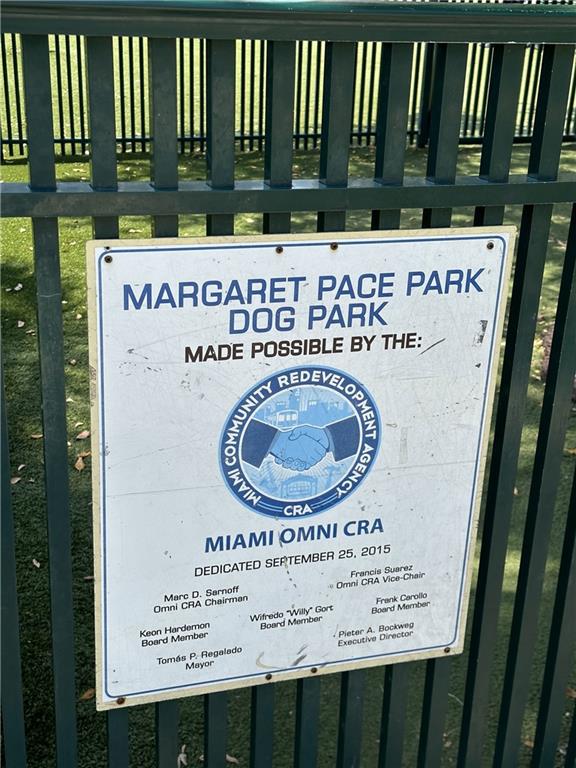 MARGARET PACE PARK
DOG PARK
MADE POSSIBLE BY THE:
MIAMI COMMUNITY REDEVELOPMENT AGENCY
CRA
MIAMI OMNI CRA
DEDICATED SEPTEMBER 25, 2015
Marc D. Sarnoff
Omni CRA Chairman
Francis Suarez
Omni CRA Vice-Chair
Keon Hardemon
Board Member
Wifredo "Willy" Gort
Board Member
Frank Carollo
Board Member
Tomás P. Regalado
Mayor
Pieter A. Bockweg
Executive Director